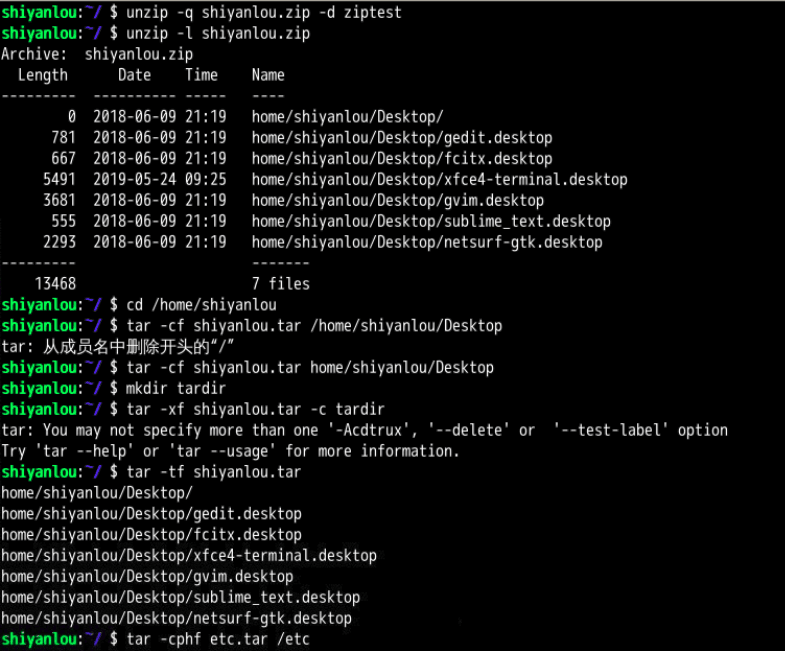 shiyanlou:~/ $ unzip -q shiyanlou.zip -d ziptest
shiyanlou:~/ $ unzip -l shiyanlou.zip
Archive:  shiyanlou.zip
  Length      Date    Time    Name
---------  ---------- -----   ----
        0  2018-06-09 21:19   home/shiyanlou/Desktop/
      781  2018-06-09 21:19   home/shiyanlou/Desktop/gedit.desktop
      667  2018-06-09 21:19   home/shiyanlou/Desktop/fcitx.desktop
     5491  2019-05-24 09:25   home/shiyanlou/Desktop/xfce4-terminal.desktop
     3681  2018-06-09 21:19   home/shiyanlou/Desktop/gvim.desktop
      555  2018-06-09 21:19   home/shiyanlou/Desktop/sublime_text.desktop
     2293  2018-06-09 21:19   home/shiyanlou/Desktop/netsurf-gtk.desktop
---------                     -------
    13468                     7 files
shiyanlou:~/ $ cd /home/shiyanlou
shiyanlou:~/ $ tar -cf shiyanlou.tar /home/shiyanlou/Desktop
tar: 从成员名中删除开头的“/”
shiyanlou:~/ $ tar -cf shiyanlou.tar home/shiyanlou/Desktop
shiyanlou:~/ $ mkdir tardir
shiyanlou:~/ $ tar -xf shiyanlou.tar -c tardir
tar: You may not specify more than one '-Acdtrux', '--delete' or  '--test-label' option
Try 'tar --help' or 'tar --usage' for more information.
shiyanlou:~/ $ tar -tf shiyanlou.tar
home/shiyanlou/Desktop/
home/shiyanlou/Desktop/gedit.desktop
home/shiyanlou/Desktop/fcitx.desktop
home/shiyanlou/Desktop/xfce4-terminal.desktop
home/shiyanlou/Desktop/gvim.desktop
home/shiyanlou/Desktop/sublime_text.desktop
home/shiyanlou/Desktop/netsurf-gtk.desktop
shiyanlou:~/ $ tar -cphf etc.tar /etc